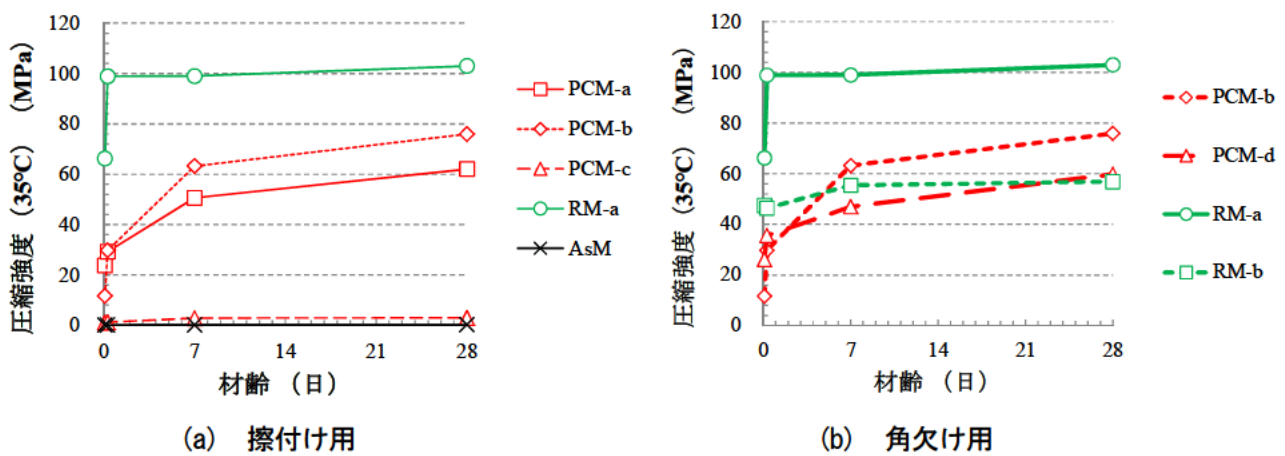 圧縮強度（35℃）（MPa）
120
100
80
60
40
20
0
0 7 14 21 28
材齢（日）
PCM-a
PCM-b
PCM-c
RM-a
AsM
(a) 擦付け用
圧縮強度（35℃）（MPa）
120
100
80
60
40
20
0
0 7 14 21 28
材齢（日）
PCM-b
PCM-d
RM-a
RM-b
(b) 角欠け用